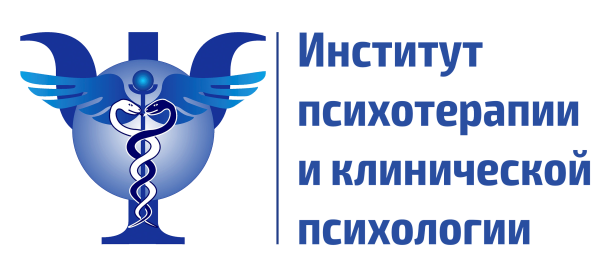 Институт
психотерапии
и клинической
психологии